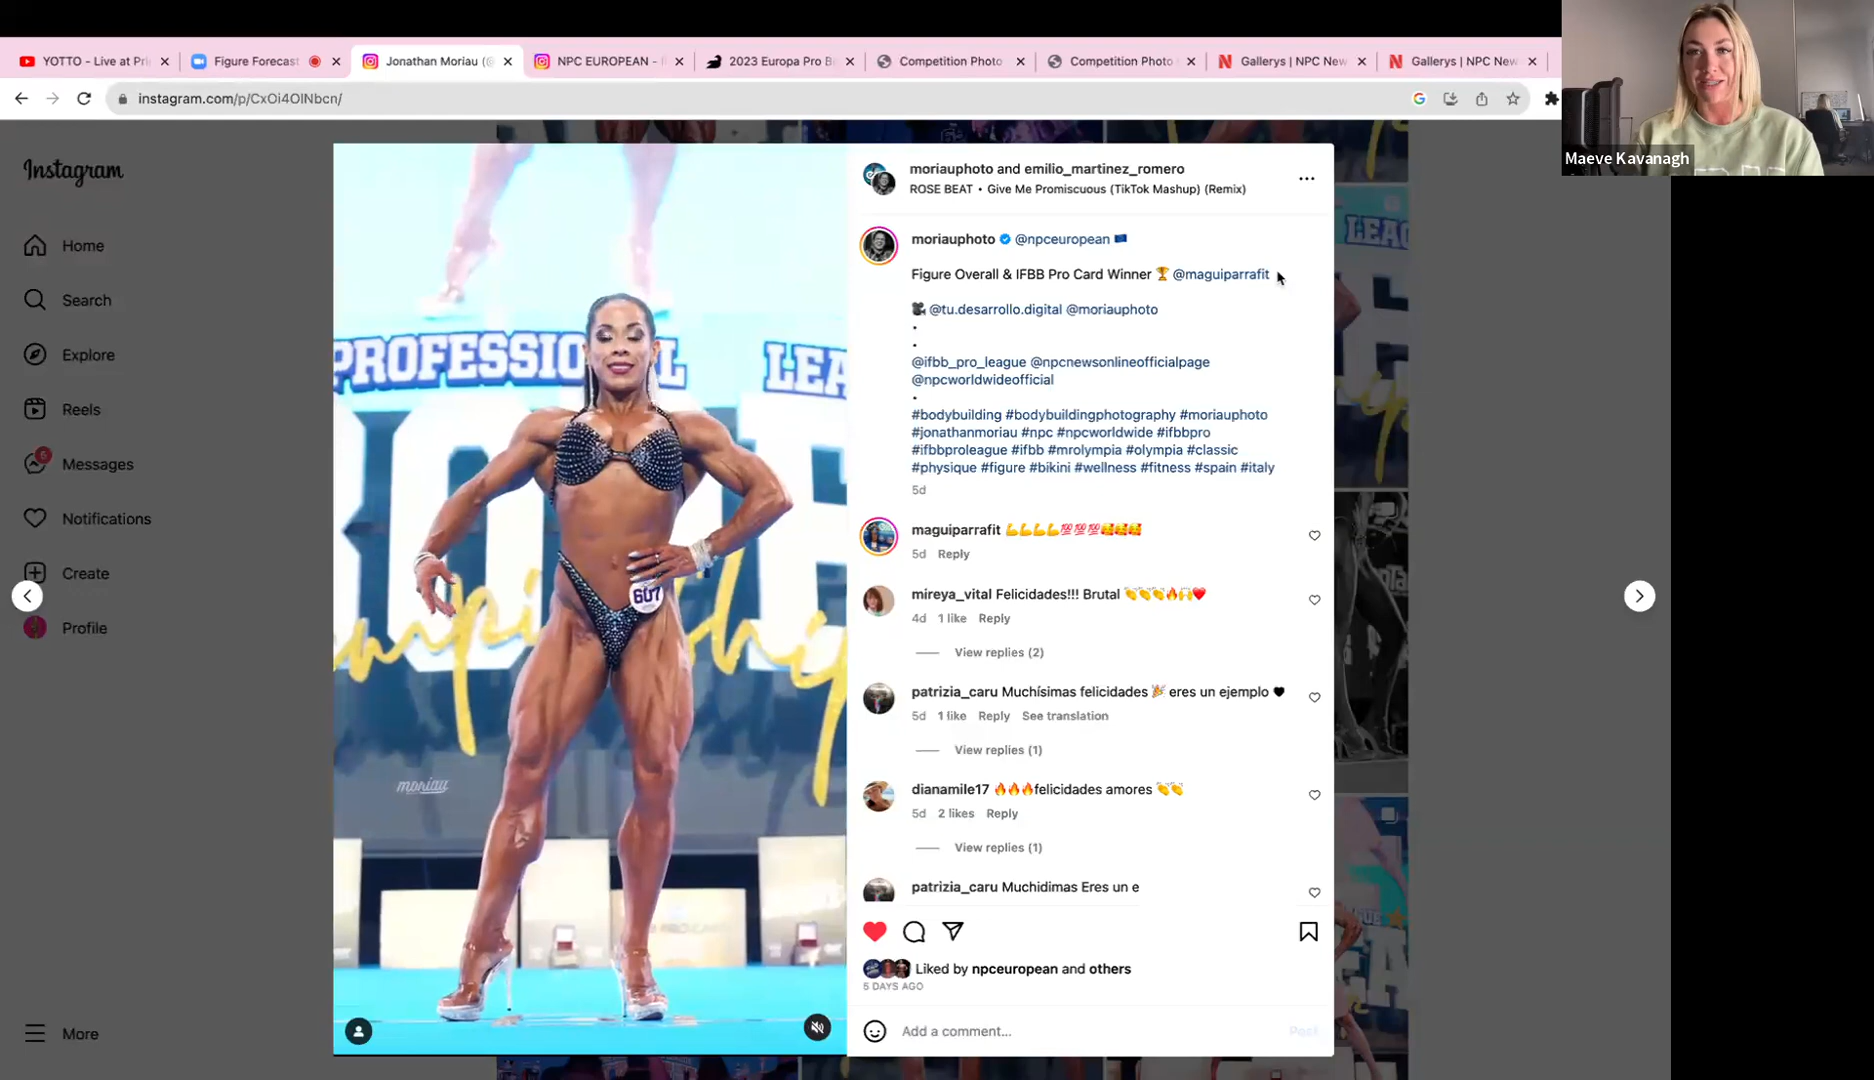 YOTTO - Live at Pri
Figure Forecast
Jonathan Moriau (@
NPC EUROPEAN -
2023 Europa Pro B
Competition Photo
Competition Photo
Gallerys | NPC New
Gallerys | NPC New
instagram.com/p/CxOi4OlNbcn/
Maeve Kavanagh
Instagram
Home
Search
Explore
Reels
6
Messages
Notifications
Create
Profile
More
PROFESSIONAL LEA
607
moriau
LEAG
moriauphoto and emilio_martinez_romero
ROSE BEAT • Give Me Promiscuous (TikTok Mashup) (Remix)
moriauphoto @npceuropean 🇪🇺
Figure Overall & IFBB Pro Card Winner 🏆 @maguiparrafit
🎥 @tu.desarrollo.digital @moriauphoto
•
•
@ifbb_pro_league @npcnewsonlineofficialpage
@npcworldwideofficial
•
#bodybuilding #bodybuildingphotography #moriauphoto
#jonathanmoriau #npc #npcworldwide #ifbbpro
#ifbbproleague #ifbb #mrolympia #olympia #classic
#physique #figure #bikini #wellness #fitness #spain #italy
5d
maguiparrafit 💪💪💪💪💯💯💯🥰🥰🥰
5d Reply
mireya_vital Felicidades!!! Brutal 👏👏👏🔥🙌❤️
4d 1 like Reply
View replies (2)
patrizia_caru Muchísimas felicidades 🎉 eres un ejemplo 🖤
5d 1 like Reply See translation
View replies (1)
dianamile17 🔥🔥🔥felicidades amores 👏👏
5d 2 likes Reply
View replies (1)
patrizia_caru Muchidimas Eres un e
Liked by npceuropean and others
5 DAYS AGO
Add a comment...
Post